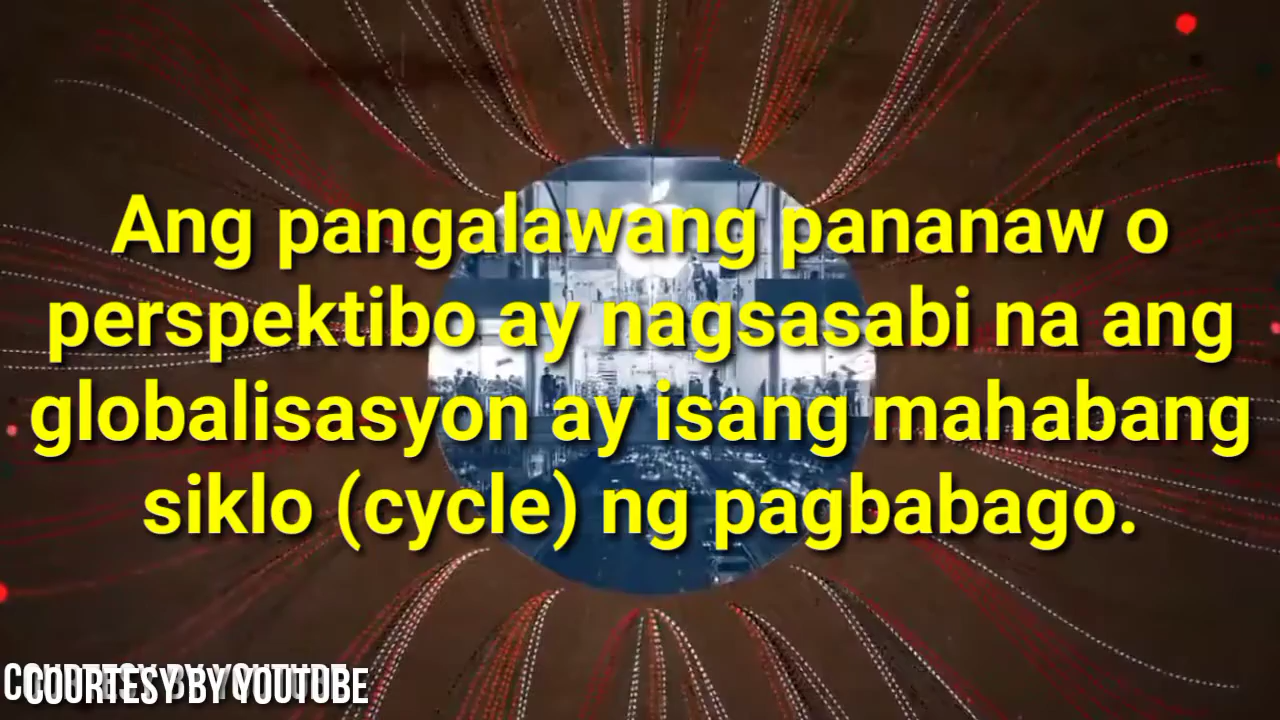 Ang pangalawang pananaw o
perspektibo ay nagsasabi na ang
globalisasyon ay isang mahabang
siklo (cycle) ng pagbabago.
COURTESY BY YOUTUBE